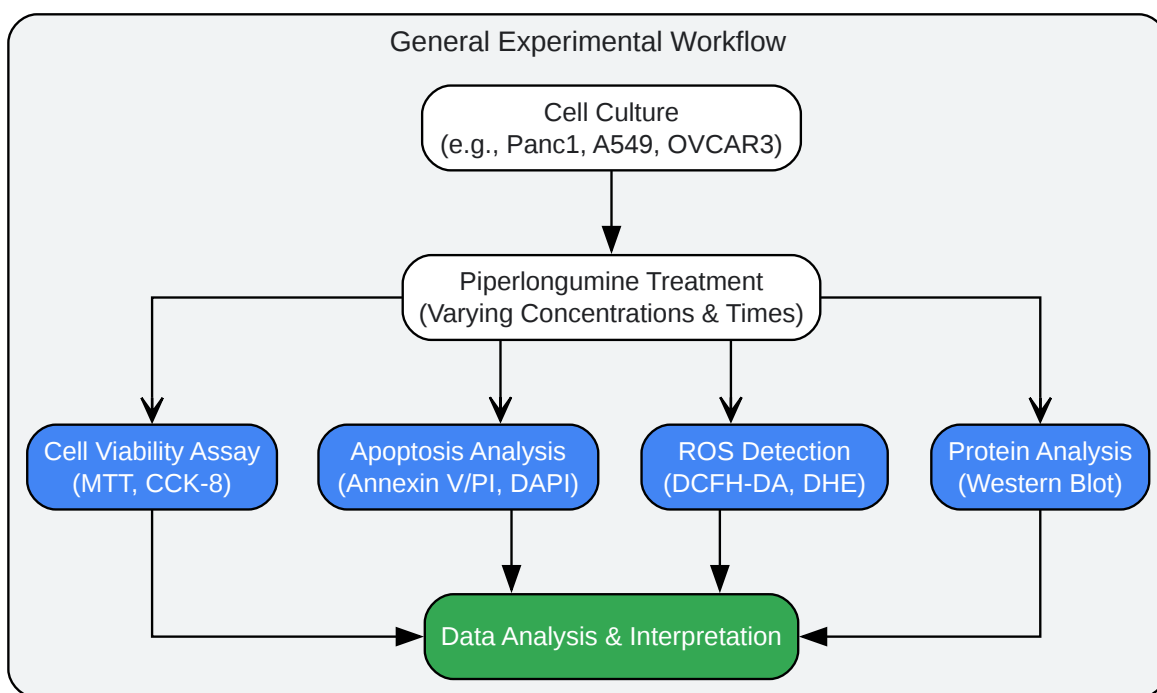 General Experimental Workflow
Cell Culture
(e.g., Panc1, A549, OVCAR3)
Piperlongumine Treatment
(Varying Concentrations & Times)
Cell Viability Assay
(MTT, CCK-8)
Apoptosis Analysis
(Annexin V/PI, DAPI)
ROS Detection
(DCFH-DA, DHE)
Protein Analysis
(Western Blot)
Data Analysis & Interpretation